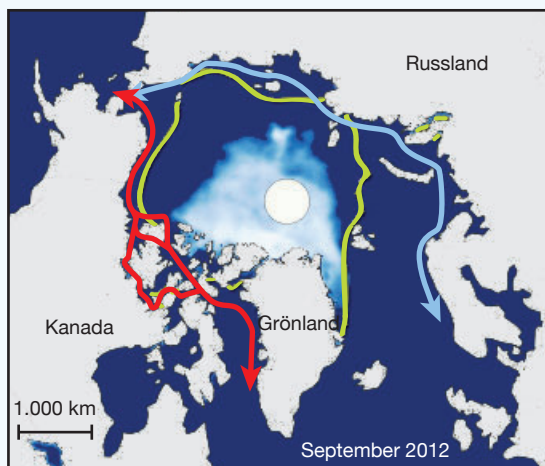 Russland
Kanada
Grönland
1.000 km
September 2012